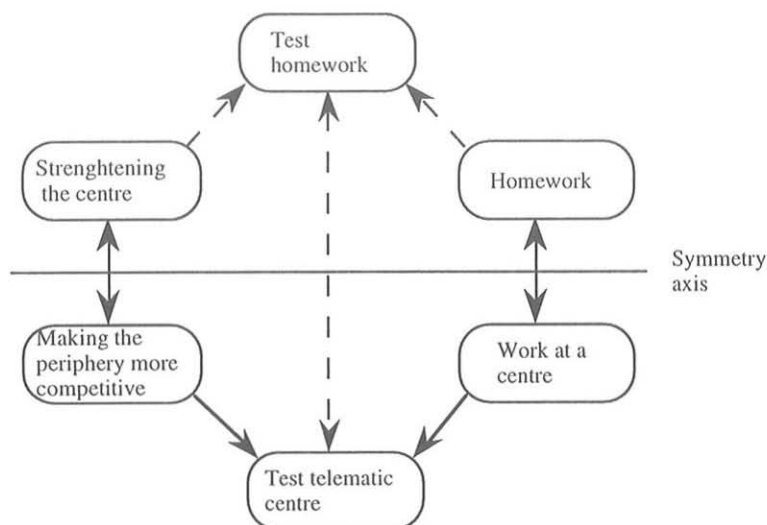 Test
homework
Strenghtening
the centre
Homework
Symmetry
axis
Making the
periphery more
competitive
Work at a
centre
Test telematic
centre